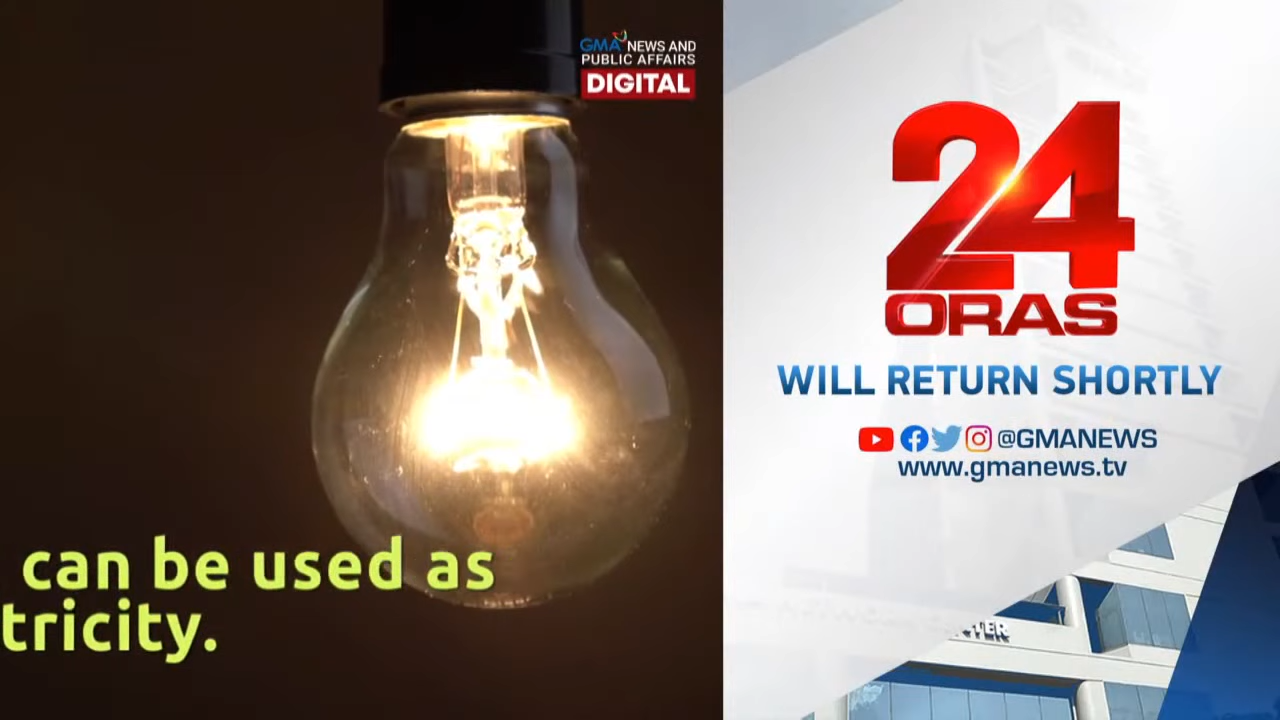 GMA NEWS AND
PUBLIC AFFAIRS
DIGITAL
can be used as
tricity.
24
ORAS
WILL RETURN SHORTLY
@GMANEWS
www.gmanews.tv